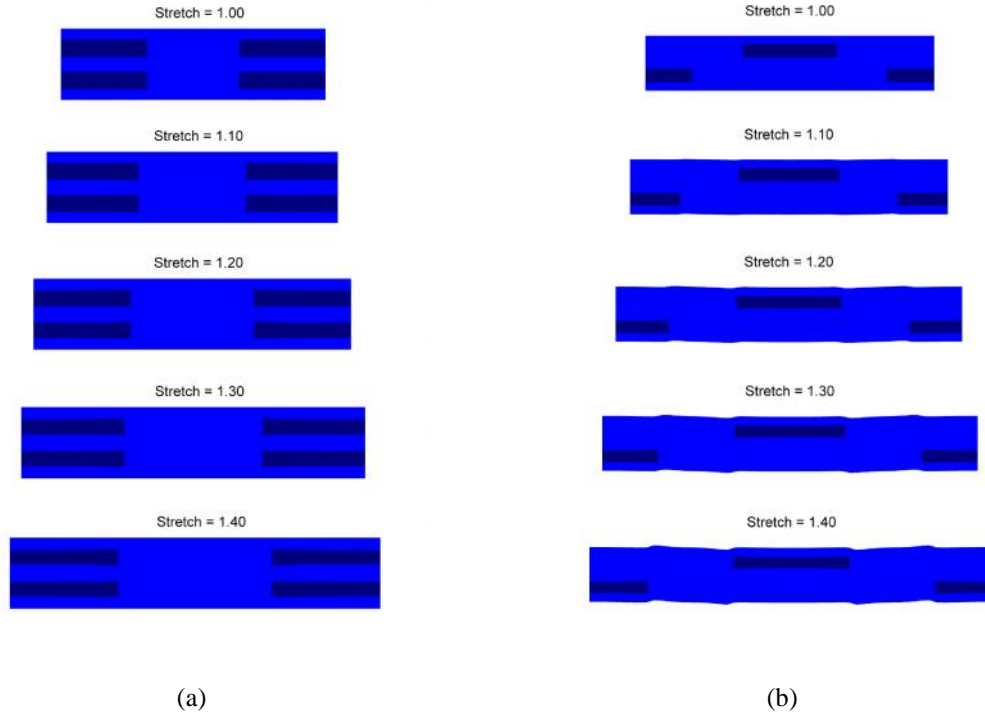 Stretch = 1.00
Stretch = 1.10
Stretch = 1.20
Stretch = 1.30
Stretch = 1.40
(a)
Stretch = 1.00
Stretch = 1.10
Stretch = 1.20
Stretch = 1.30
Stretch = 1.40
(b)